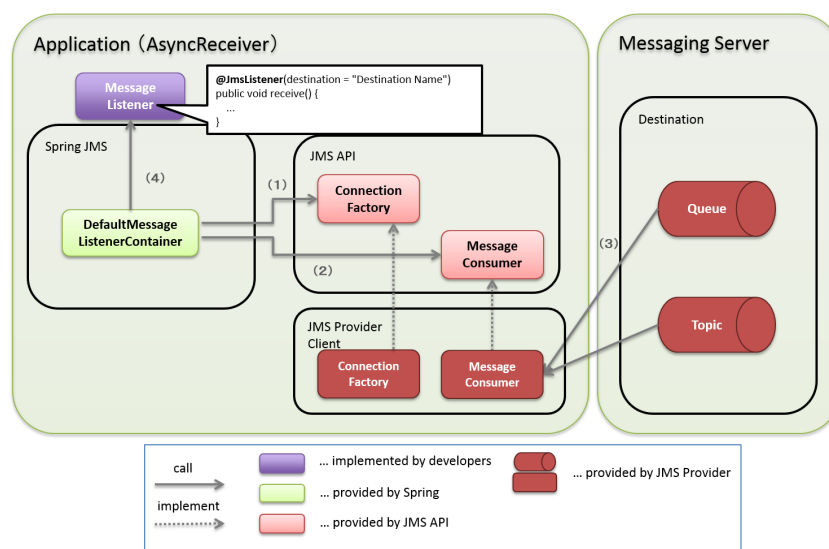 Application（AsyncReceiver）
Messaging Server
Message
Listener
@JmsListener(destination = "Destination Name")
public void receive() {
...
}
Spring JMS
JMS API
Destination
(4)
(1)
Connection
Factory
Queue
DefaultMessage
ListenerContainer
(2)
Message
Consumer
(3)
JMS Provider
Client
Topic
Connection
Factory
Message
Consumer
call
... implemented by developers
... provided by JMS Provider
... provided by Spring
implement
... provided by JMS API